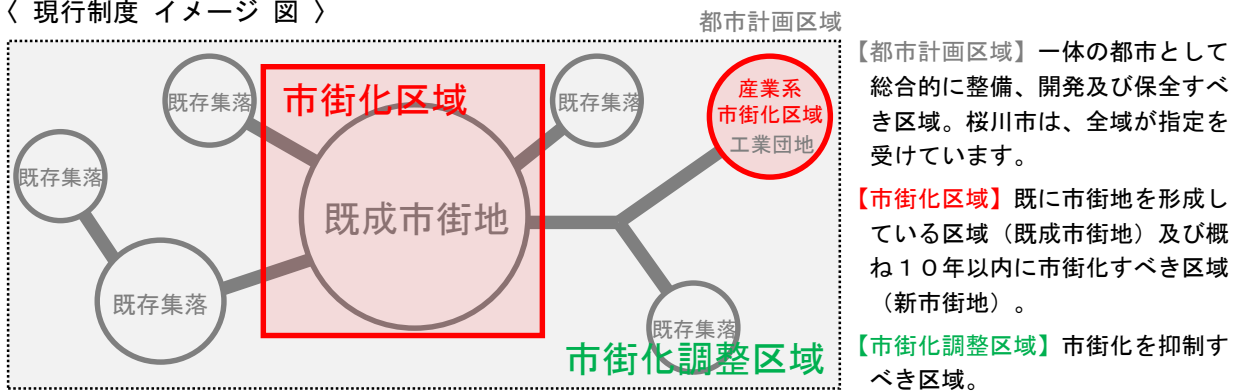 〈 現行制度 イメージ 図 〉
都市計画区域
既存集落
市街化区域
既存集落
産業系
市街化区域
工業団地
既存集落
既成市街地
既存集落
既存集落
市街化調整区域
【都市計画区域】一体の都市として
総合的に整備、開発及び保全すべ
き区域。桜川市は、全域が指定を
受けています。
【市街化区域】既に市街地を形成し
ている区域（既成市街地）及び概
ね１０年以内に市街化すべき区域
（新市街地）。
【市街化調整区域】市街化を抑制す
べき区域。